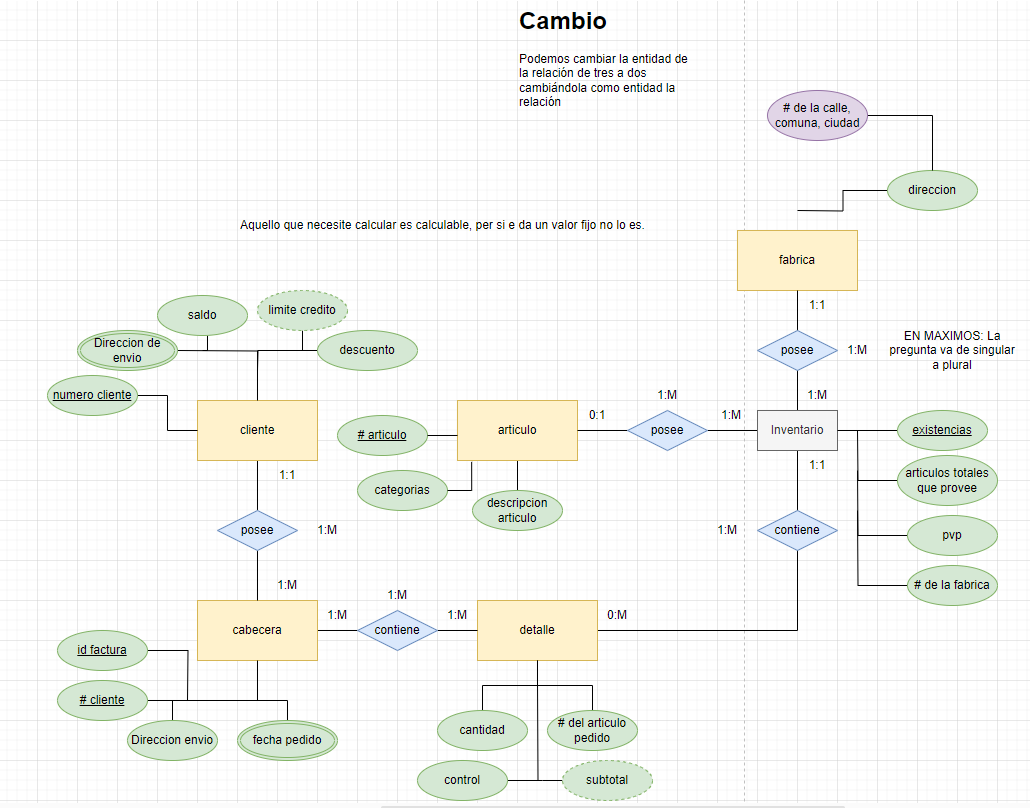 Cambio
Podemos cambiar la entidad de
la relación de tres a dos
cambiándola como entidad la
relación
# de la calle,
comuna, ciudad
direccion
Aquello que necesite calcular es calculable, per si e da un valor fijo no lo es.
fabrica
1:1
posee
1:M
EN MAXIMOS: La
pregunta va de singular
a plural
1:M
saldo
limite credito
Direccion de
envio
descuento
numero cliente
cliente
1:1
posee
1:M
1:M
# articulo
articulo
categorias
descripcion
articulo
0:1
1:M
posee
1:M
Inventario
existencias
articulos totales
que provee
pvp
# de la fabrica
1:1
1:M
contiene
cabecera
1:M
1:M
contiene
1:M
detalle
0:M
id factura
# cliente
Direccion envio
fecha pedido
cantidad
# del articulo
pedido
control
subtotal